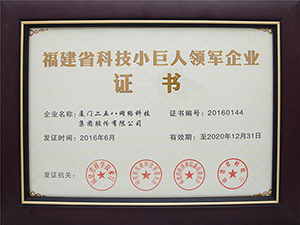 福建省科技小巨人领军企业
证书
企业名称：厦门二五八网络科技集团股份有限公司
证书编号：20160144
发证时间：2016年6月
有效期：至2020年12月31日
发证机关：